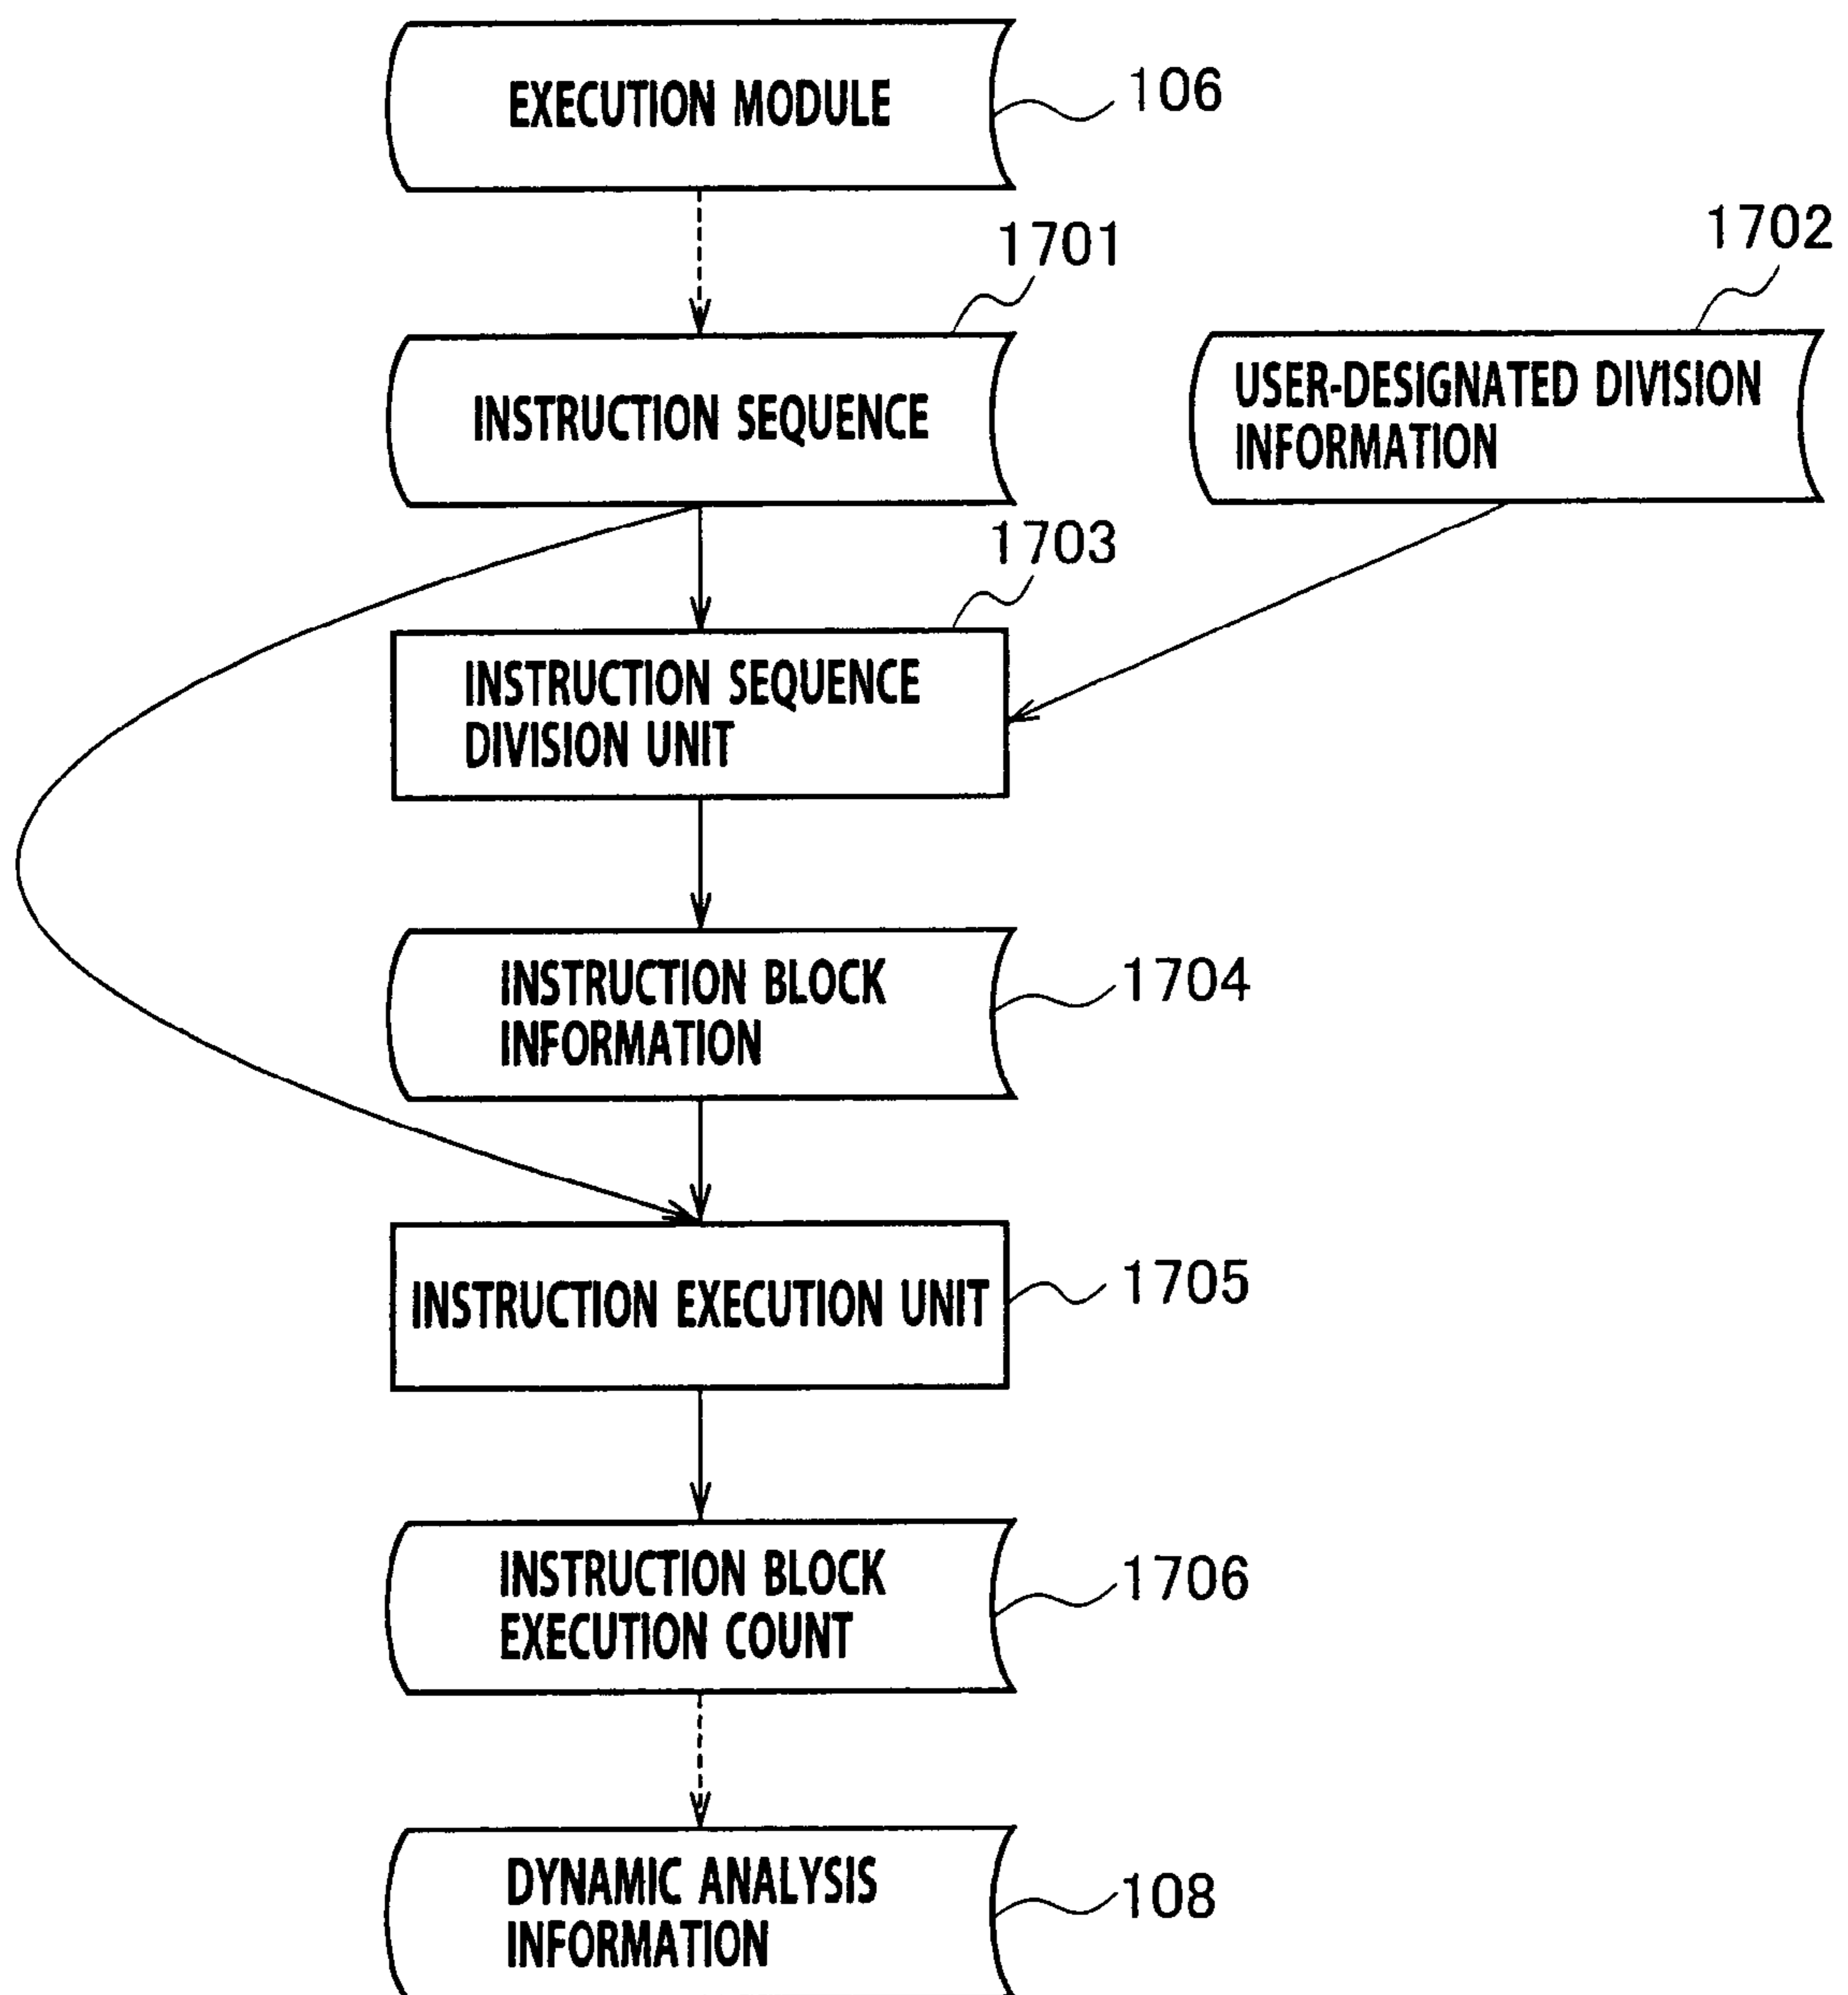 EXECUTION MODULE
106
1701
1702
INSTRUCTION SEQUENCE
USER-DESIGNATED DIVISION
INFORMATION
1703
INSTRUCTION SEQUENCE
DIVISION UNIT
INSTRUCTION BLOCK
INFORMATION
1704
INSTRUCTION EXECUTION UNIT
1705
INSTRUCTION BLOCK
EXECUTION COUNT
1706
DYNAMIC ANALYSIS
INFORMATION
108